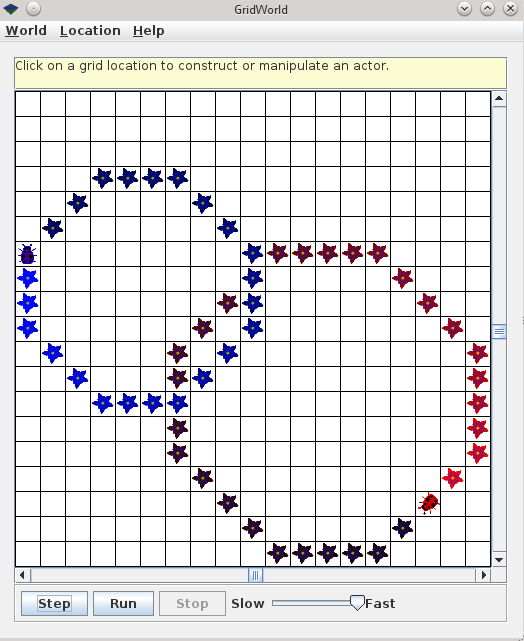 GridWorld
World Location Help
Click on a grid location to construct or manipulate an actor.
Step Run Stop Slow Fast